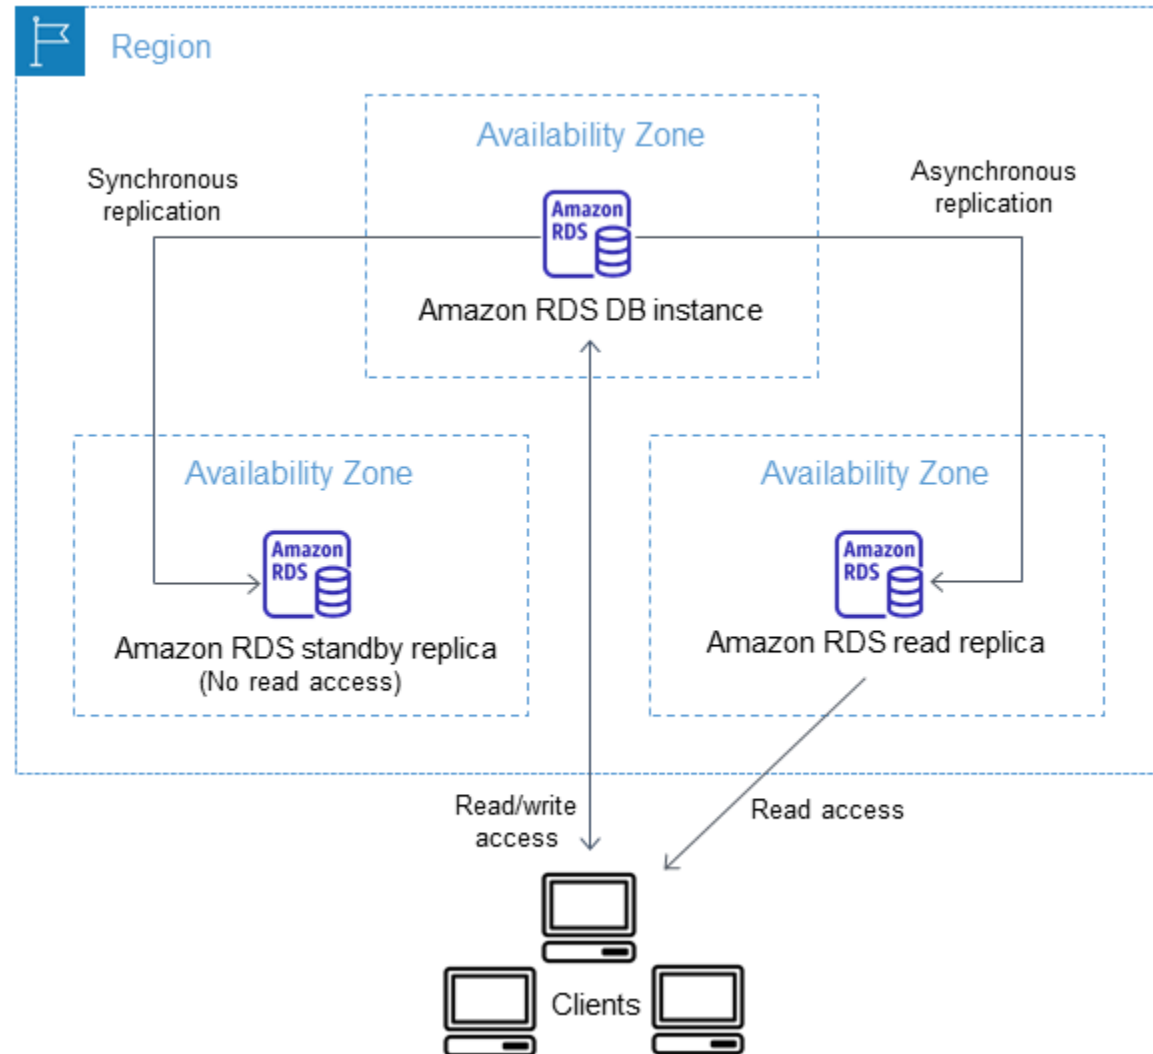 Region
Availability Zone
Synchronous
replication
Asynchronous
replication
Amazon
RDS
Amazon RDS DB instance
Availability Zone
Amazon
RDS
Amazon RDS standby replica
(No read access)
Availability Zone
Amazon
RDS
Amazon RDS read replica
Read/write
access
Read access
Clients